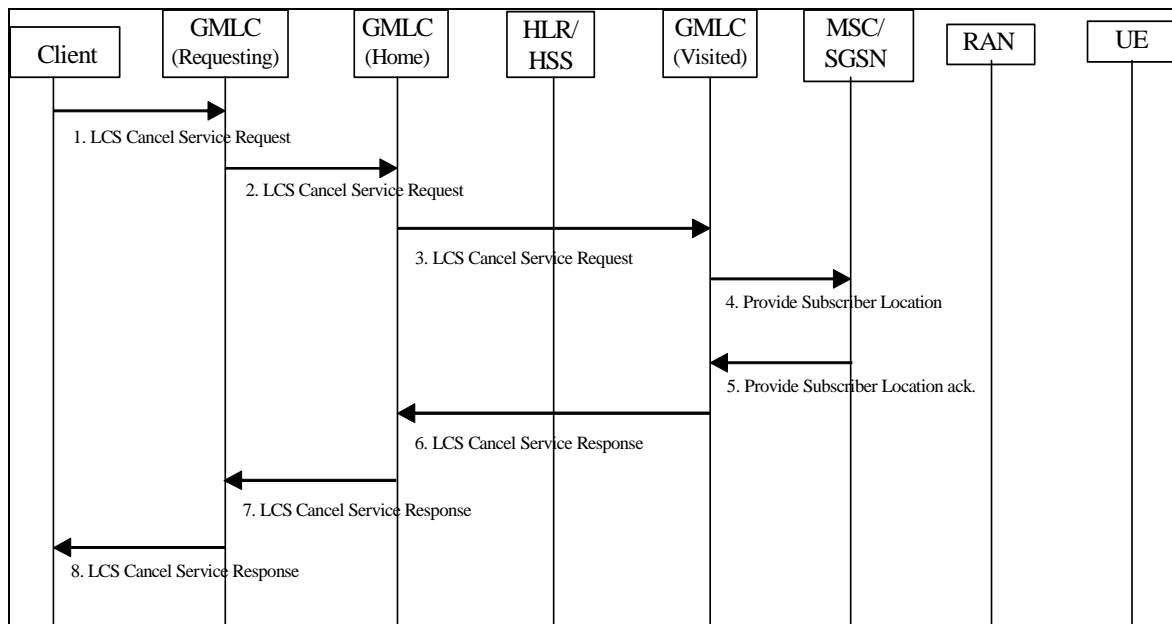 Client
GMLC
(Requesting)
GMLC
(Home)
HLR/
HSS
GMLC
(Visited)
MSC/
SGSN
RAN
UE
1. LCS Cancel Service Request
2. LCS Cancel Service Request
3. LCS Cancel Service Request
4. Provide Subscriber Location
5. Provide Subscriber Location ack.
6. LCS Cancel Service Response
7. LCS Cancel Service Response
8. LCS Cancel Service Response